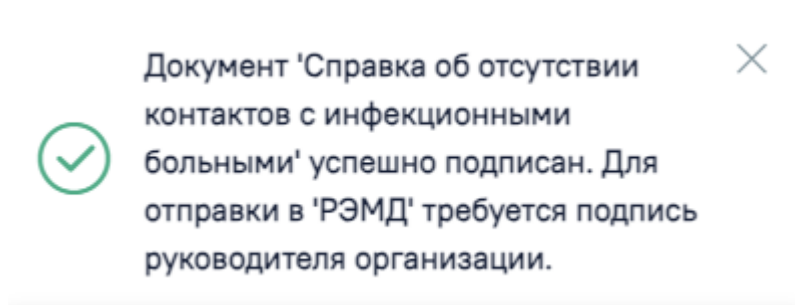 Документ 'Справка об отсутствии
контактов с инфекционными
больными' успешно подписан. Для
отправки в 'РЭМД' требуется подпись
руководителя организации.